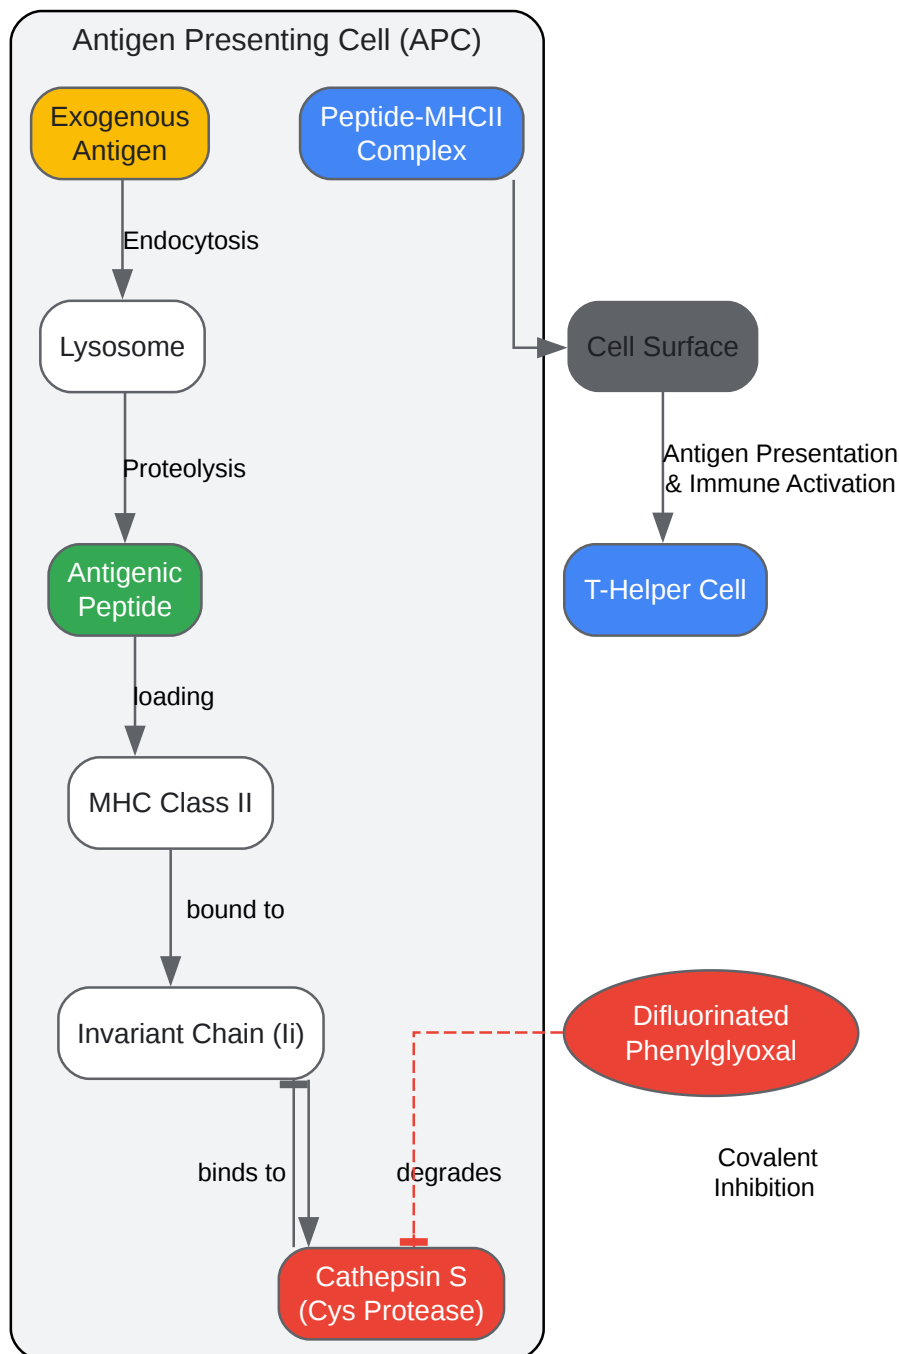 Antigen Presenting Cell (APC)
Exogenous
Antigen
Peptide-MHCII
Complex
Endocytosis
Lysosome
Cell Surface
Proteolysis
Antigen Presentation
& Immune Activation
Antigenic
Peptide
T-Helper Cell
loading
MHC Class II
bound to
Invariant Chain (Ii)
Difluorinated
Phenylglyoxal
binds to
degrades
Covalent
Inhibition
Cathepsin S
(Cys Protease)